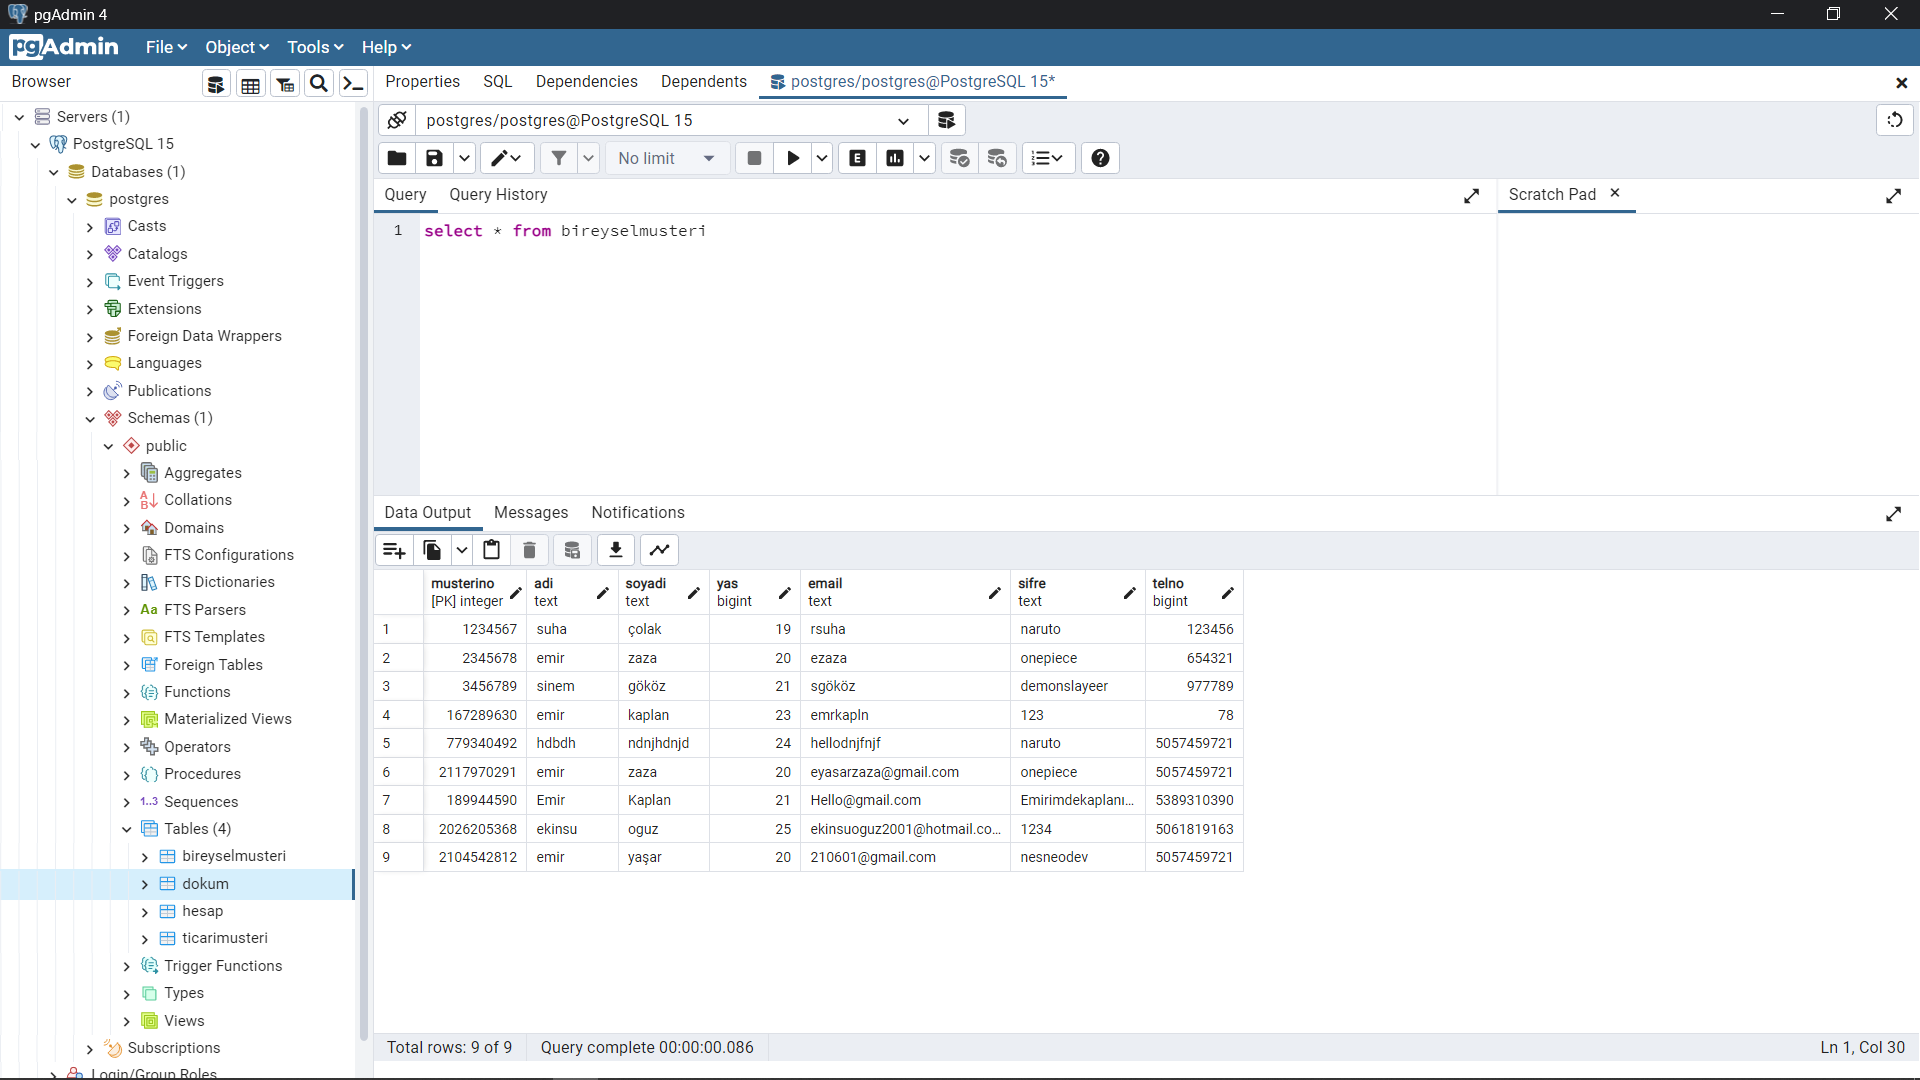 pgAdmin 4
pgAdmin File Object Tools Help
Browser
Properties SQL Dependencies Dependents postgres/postgres@PostgreSQL 15*
Servers (1)
PostgreSQL 15
Databases (1)
postgres
Casts
Catalogs
Event Triggers
Extensions
Foreign Data Wrappers
Languages
Publications
Schemas (1)
public
Aggregates
Collations
Domains
FTS Configurations
FTS Dictionaries
Aa FTS Parsers
FTS Templates
Foreign Tables
Functions
Materialized Views
Operators
Procedures
1..3 Sequences
Tables (4)
bireyselmusteri
dokum
hesap
ticarimusteri
Trigger Functions
Types
Views
Subscriptions
Login/Group Roles
postgres/postgres@PostgreSQL 15
No limit
E
Query Query History
Scratch Pad
1 select * from bireyselmusteri
Data Output Messages Notifications
musterino adi soyadi yas email sifre telno
[PK] integer text text bigint text text bigint
1 1234567 suha çolak 19 rsuha naruto 123456
2 2345678 emir zaza 20 ezaza onepiece 654321
3 3456789 sinem gököz 21 sgököz demonslayeer 977789
4 167289630 emir kaplan 23 emrkapln 123 78
5 779340492 hdbdh ndnjhdnjd 24 hellodnjfnjf naruto 5057459721
6 2117970291 emir zaza 20 eyasarzaza@gmail.com onepiece 5057459721
7 189944590 Emir Kaplan 21 Hello@gmail.com Emirimdekaplanı... 5389310390
8 2026205368 ekinsu oguz 25 ekinsuoguz2001@hotmail.co... 1234 5061819163
9 2104542812 emir yaşar 20 210601@gmail.com nesneodev 5057459721
Total rows: 9 of 9 Query complete 00:00:00.086
Ln 1, Col 30